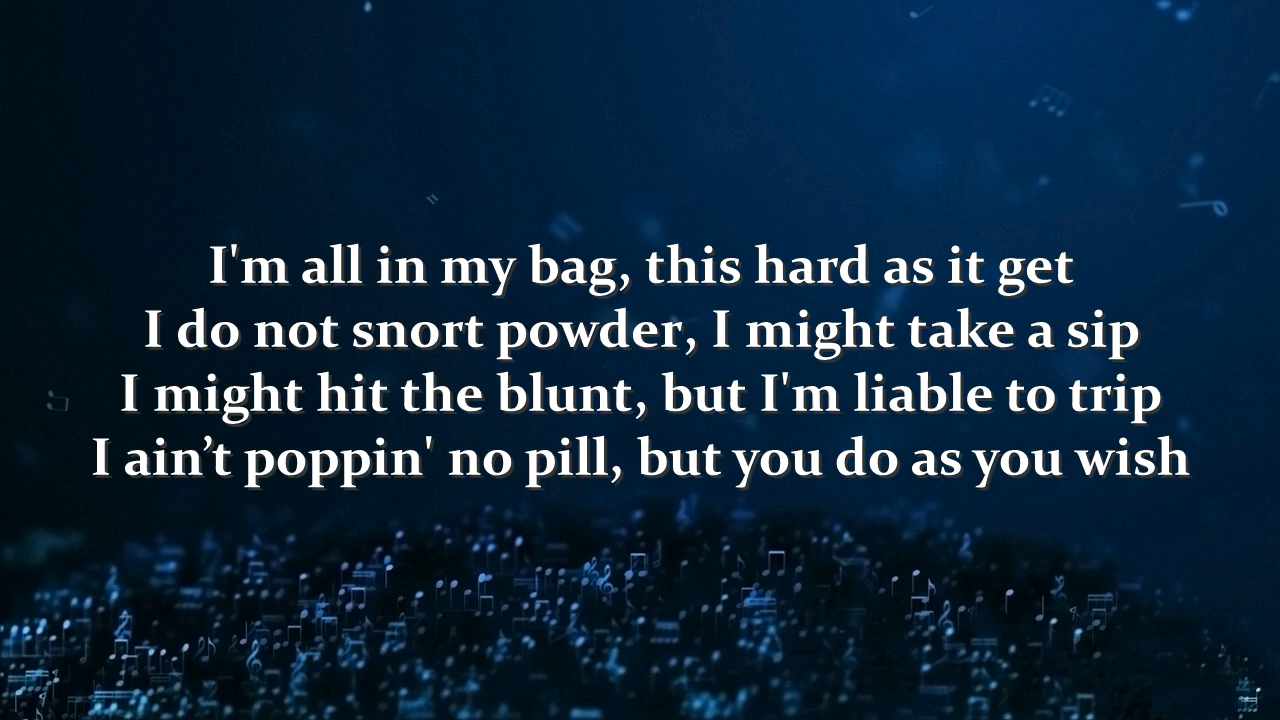 I'm all in my bag, this hard as it get
I do not snort powder, I might take a sip
I might hit the blunt, but I'm liable to trip
I ain’t poppin' no pill, but you do as you wish